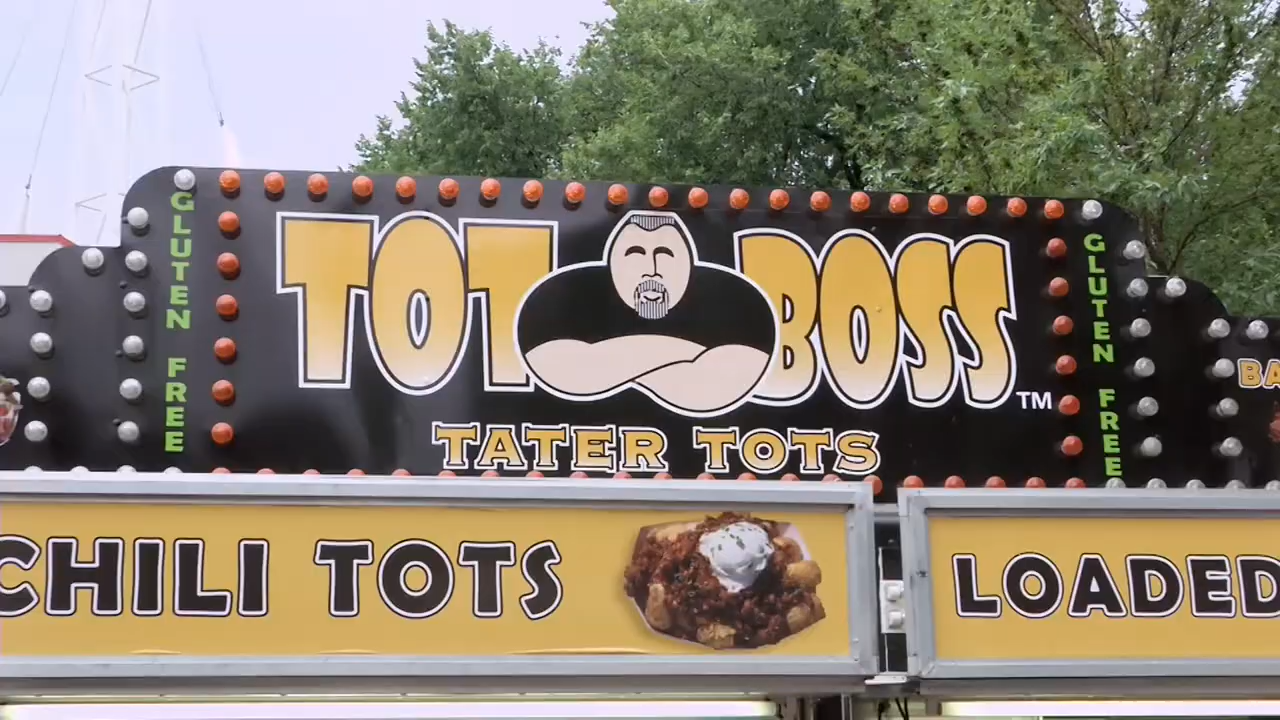 GLUTEN FREE
TOT BOSS
TM
GLUTEN FREE
TATER TOTS
CHILI TOTS
LOADED